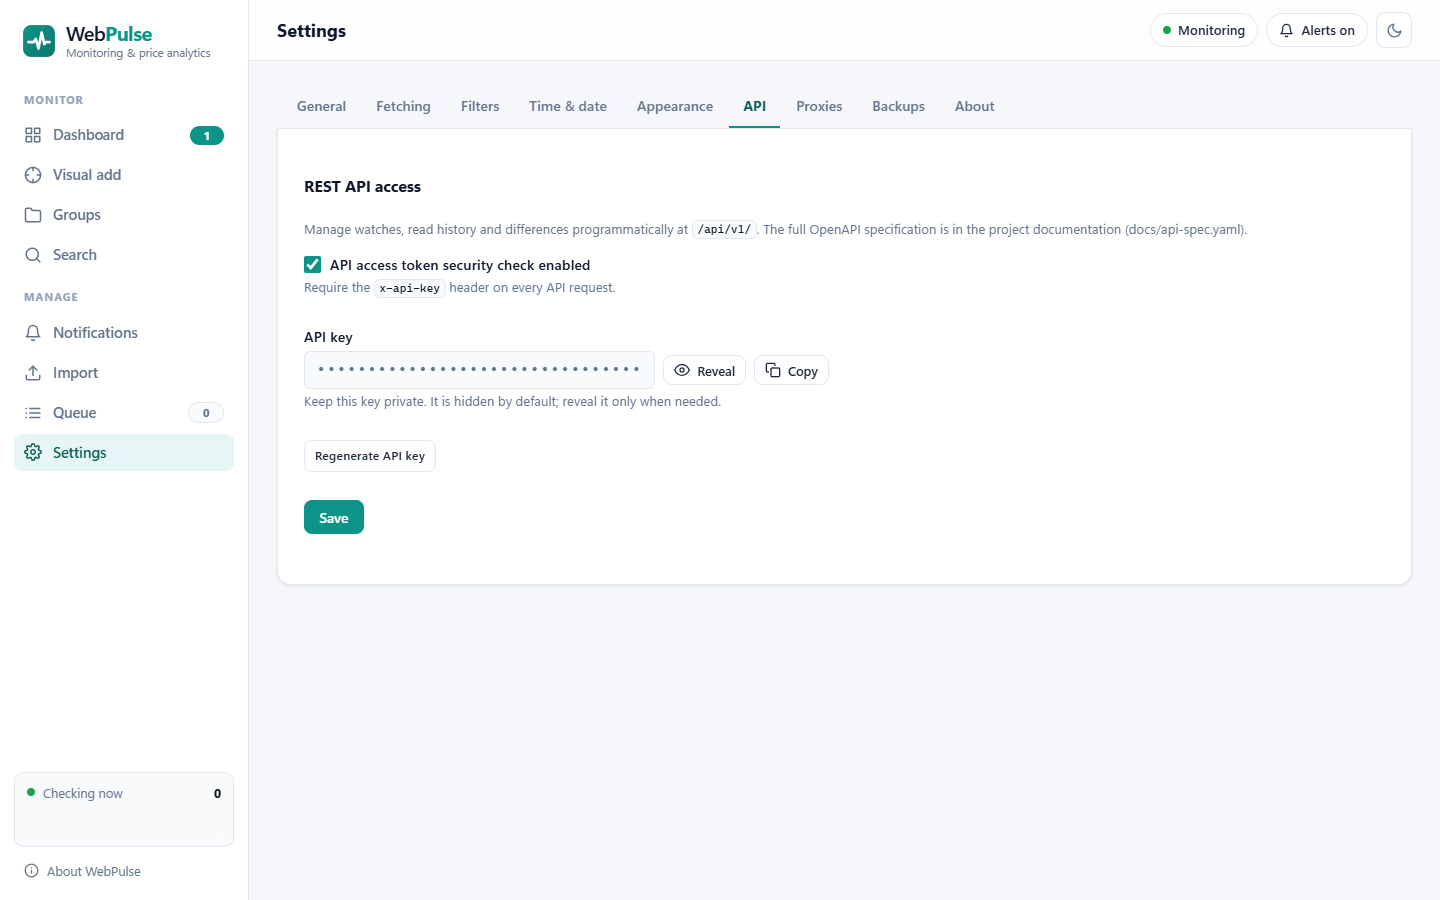 WebPulse
Monitoring & price analytics
MONITOR
Dashboard 1
Visual add
Groups
Search
MANAGE
Notifications
Import
Queue 0
Settings
Checking now 0
About WebPulse
Settings
Monitoring
Alerts on
General Fetching Filters Time & date Appearance API Proxies Backups About
REST API access
Manage watches, read history and differences programmatically at /api/v1/. The full OpenAPI specification is in the project documentation (docs/api-spec.yaml).
API access token security check enabled
Require the x-api-key header on every API request.
API key
••••••••••••••••••••••••••••••••
Reveal
Copy
Keep this key private. It is hidden by default; reveal it only when needed.
Regenerate API key
Save